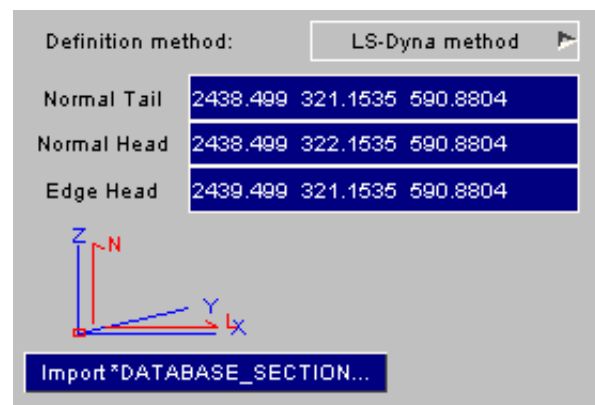 Definition method: LS-Dyna method
Normal Tail 2438.499 321.1535 590.8804
Normal Head 2438.499 322.1535 590.8804
Edge Head 2439.499 321.1535 590.8804
Z N
Y
L X
Import *DATABASE_SECTION...